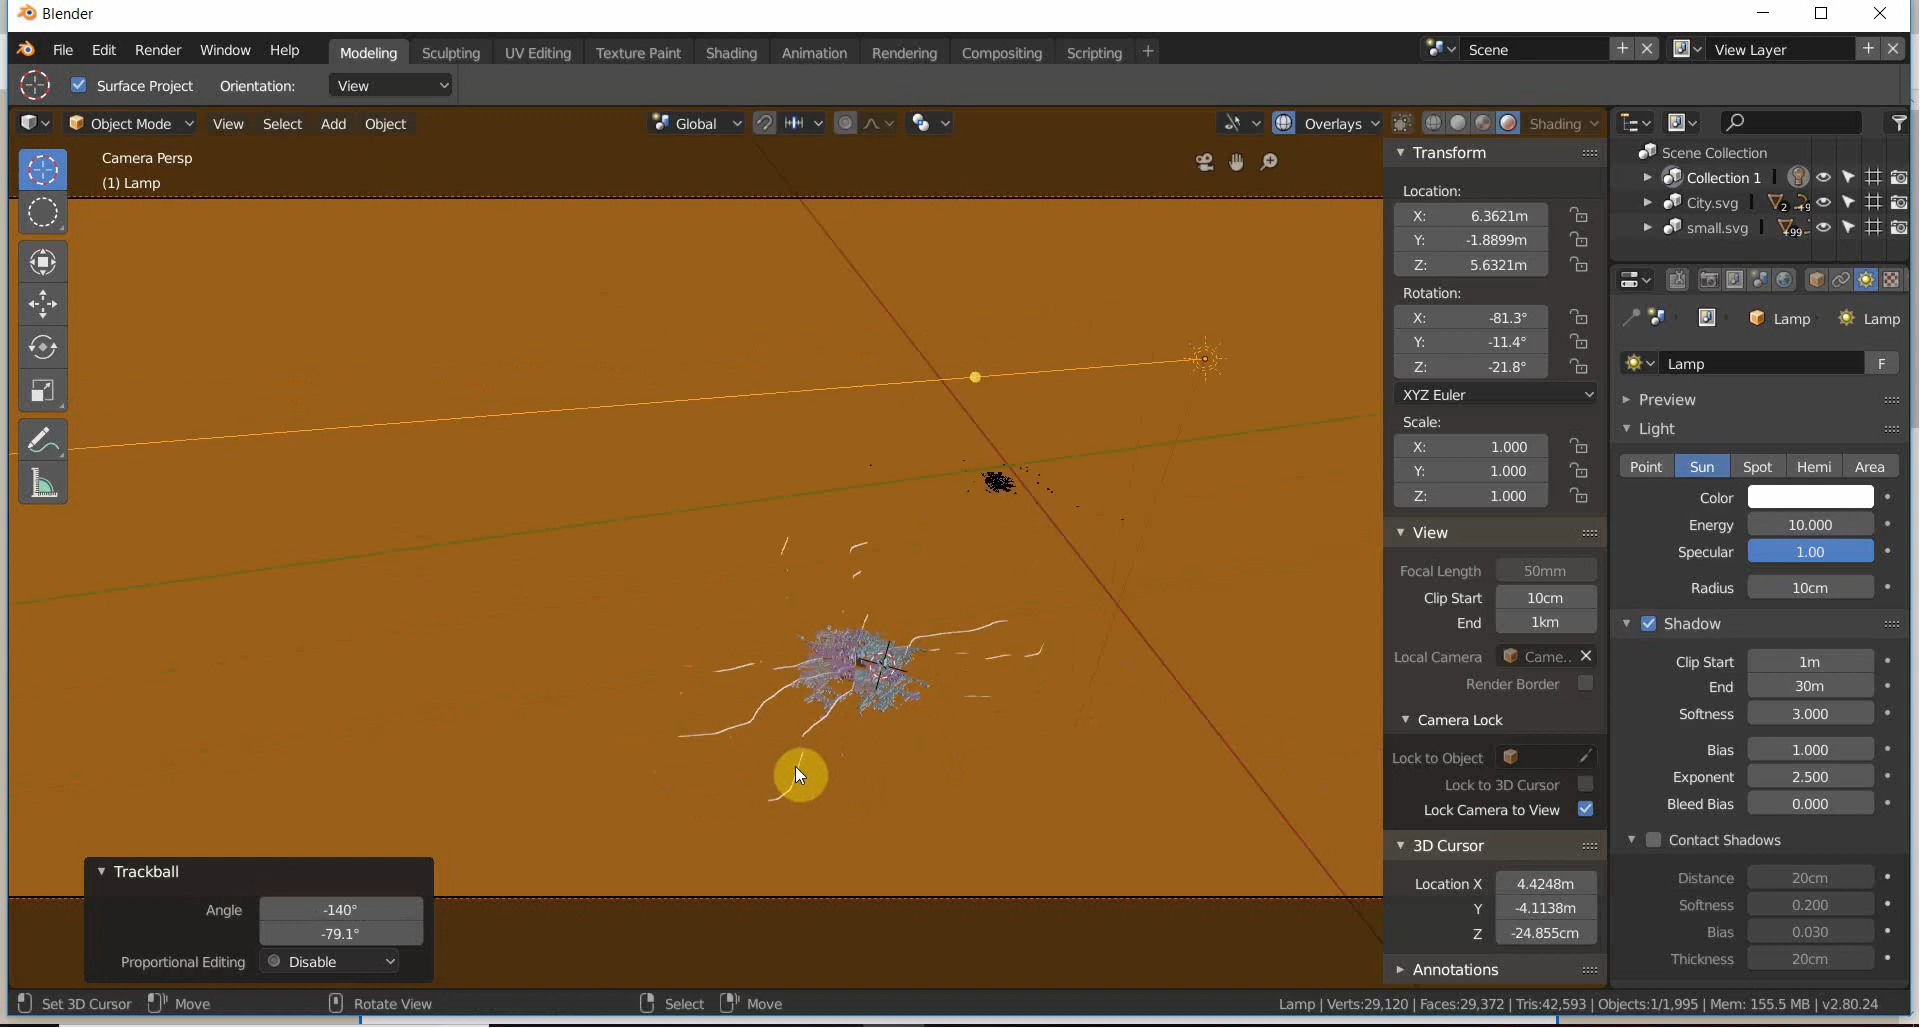 Blender
File Edit Render Window Help Modeling Sculpting UV Editing Texture Paint Shading Animation Rendering Compositing Scripting + Scene View Layer
Surface Project Orientation: View
Object Mode View Select Add Object Global Overlays Shading
Camera Persp
(1) Lamp
Transform
Location:
X: 6.3621m
Y: -1.8899m
Z: 5.6321m
Rotation:
X: -81.3°
Y: -11.4°
Z: -21.8°
XYZ Euler
Scale:
X: 1.000
Y: 1.000
Z: 1.000
View
Focal Length 50mm
Clip Start 10cm
End 1km
Local Camera Came..
Render Border
Camera Lock
Lock to Object
Lock to 3D Cursor
Lock Camera to View
3D Cursor
Location X 4.4248m
Y -4.1138m
Z -24.855cm
Annotations
Scene Collection
Collection 1
City.svg 2 +9
small.svg +99
Lamp Lamp
Lamp F
Preview
Light
Point Sun Spot Hemi Area
Color
Energy 10.000
Specular 1.00
Radius 10cm
Shadow
Clip Start 1m
End 30m
Softness 3.000
Bias 1.000
Exponent 2.500
Bleed Bias 0.000
Contact Shadows
Distance 20cm
Softness 0.200
Bias 0.030
Thickness 20cm
Trackball
Angle -140°
-79.1°
Proportional Editing Disable
Set 3D Cursor Move Rotate View Select Move Lamp | Verts:29,120 | Faces:29,372 | Tris:42,593 | Objects:1/1,995 | Mem: 155.5 MB | v2.80.24